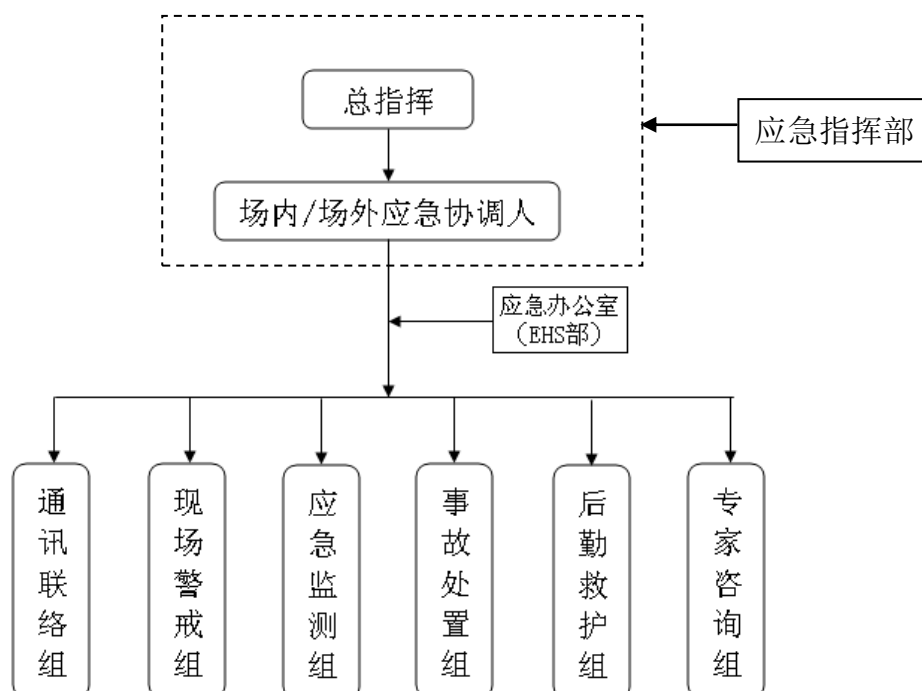 总指挥
应急指挥部
场内/场外应急协调人
应急办公室
(EHS部)
通讯联络组
现场警戒组
应急监测组
事故处置组
后勤救护组
专家咨询组